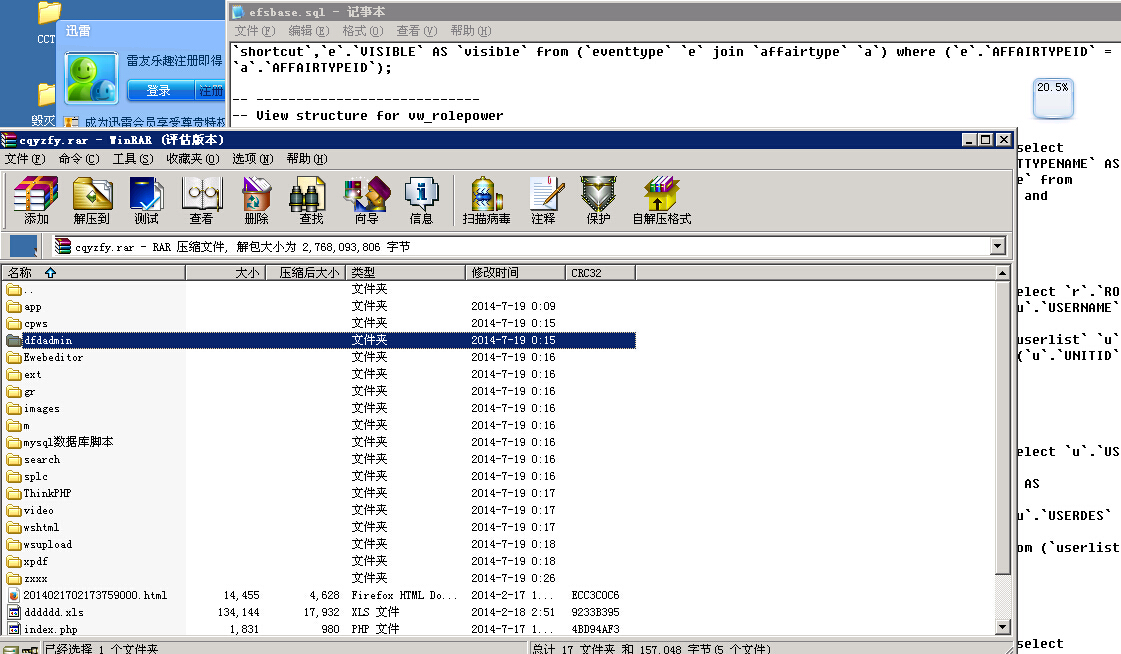 CCT
毁灭
迅雷
雷友乐趣注册即得
登录
注册
成为迅雷会员享受尊贵特权
efsbase.sql - 记事本
文件(F) 编辑(E) 格式(O) 查看(V) 帮助(H)
`shortcut`,`e`.`VISIBLE` AS `visible` from (`eventtype` `e` join `affairtype` `a`) where (`e`.`AFFAIRTYPEID` =
`a`.`AFFAIRTYPEID`);
-- ----------------------------
-- View structure for vw_rolepower
20.5%
select
TTYPENAME` AS
e` from
and
elect `r`.`RO
u`.`USERNAME`
userlist` `u`
(`u`.`UNITID`
elect `u`.`US
AS
u`.`USERDES`
om (`userlist
select
cqyzfy.rar - WinRAR (评估版本)
文件(F) 命令(C) 工具(S) 收藏夹(O) 选项(N) 帮助(H)
添加 解压到 测试 查看 删除 查找 向导 信息 扫描病毒 注释 保护 自解压格式
cqyzfy.rar - RAR 压缩文件, 解包大小为 2,768,093,806 字节
名称 大小 压缩后大小 类型 修改时间 CRC32
.. 文件夹
app 文件夹 2014-7-19 0:09
cpws 文件夹 2014-7-19 0:15
dfdadmin 文件夹 2014-7-19 0:15
Ewebeditor 文件夹 2014-7-19 0:16
ext 文件夹 2014-7-19 0:16
gr 文件夹 2014-7-19 0:16
images 文件夹 2014-7-19 0:16
m 文件夹 2014-7-19 0:16
mysql数据库脚本 文件夹 2014-7-19 0:16
search 文件夹 2014-7-19 0:16
splc 文件夹 2014-7-19 0:16
ThinkPHP 文件夹 2014-7-19 0:17
video 文件夹 2014-7-19 0:17
wshtml 文件夹 2014-7-19 0:17
wsupload 文件夹 2014-7-19 0:18
xpdf 文件夹 2014-7-19 0:18
zxxx 文件夹 2014-7-19 0:26
2014021702173759000.html 14,455 4,628 Firefox HTML Do... 2014-2-17 1... ECC3C0C6
dddddd.xls 134,144 17,932 XLS 文件 2014-2-18 2:51 9233B395
index.php 1,831 980 PHP 文件 2014-7-17 1... 4BD94AF3
已经选择 1 个文件夹
总计 17 文件夹 和 157,048 字节(5 个文件)